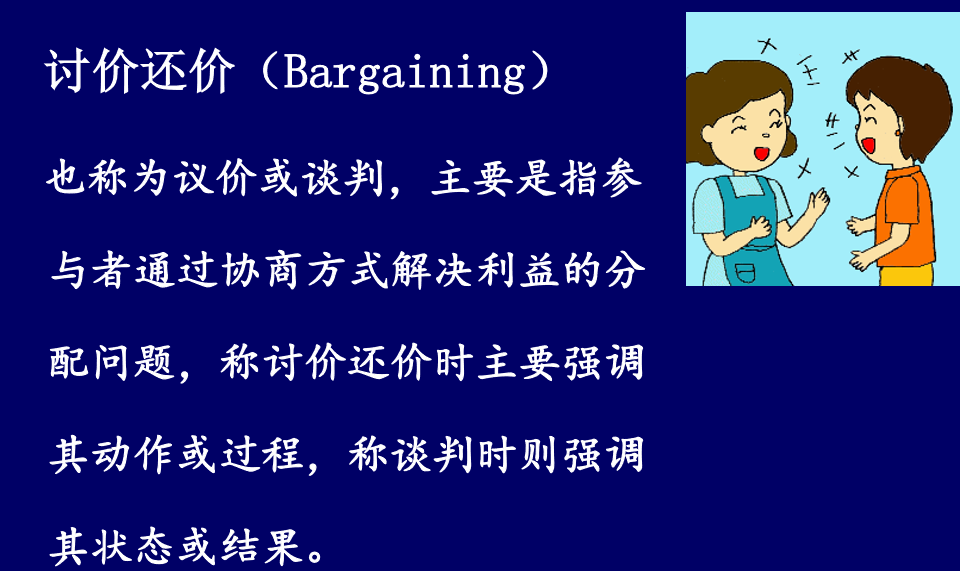 讨价还价（Bargaining）
也称为议价或谈判，主要是指参
与者通过协商方式解决利益的分
配问题，称讨价还价时主要强调
其动作或过程，称谈判时则强调
其状态或结果。